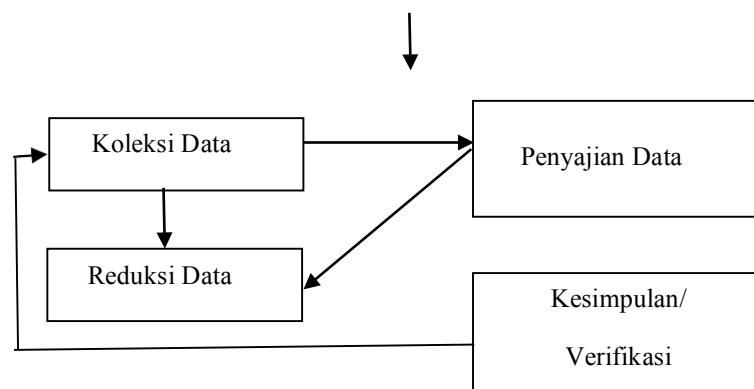 Koleksi Data
Penyajian Data
Reduksi Data
Kesimpulan/
Verifikasi